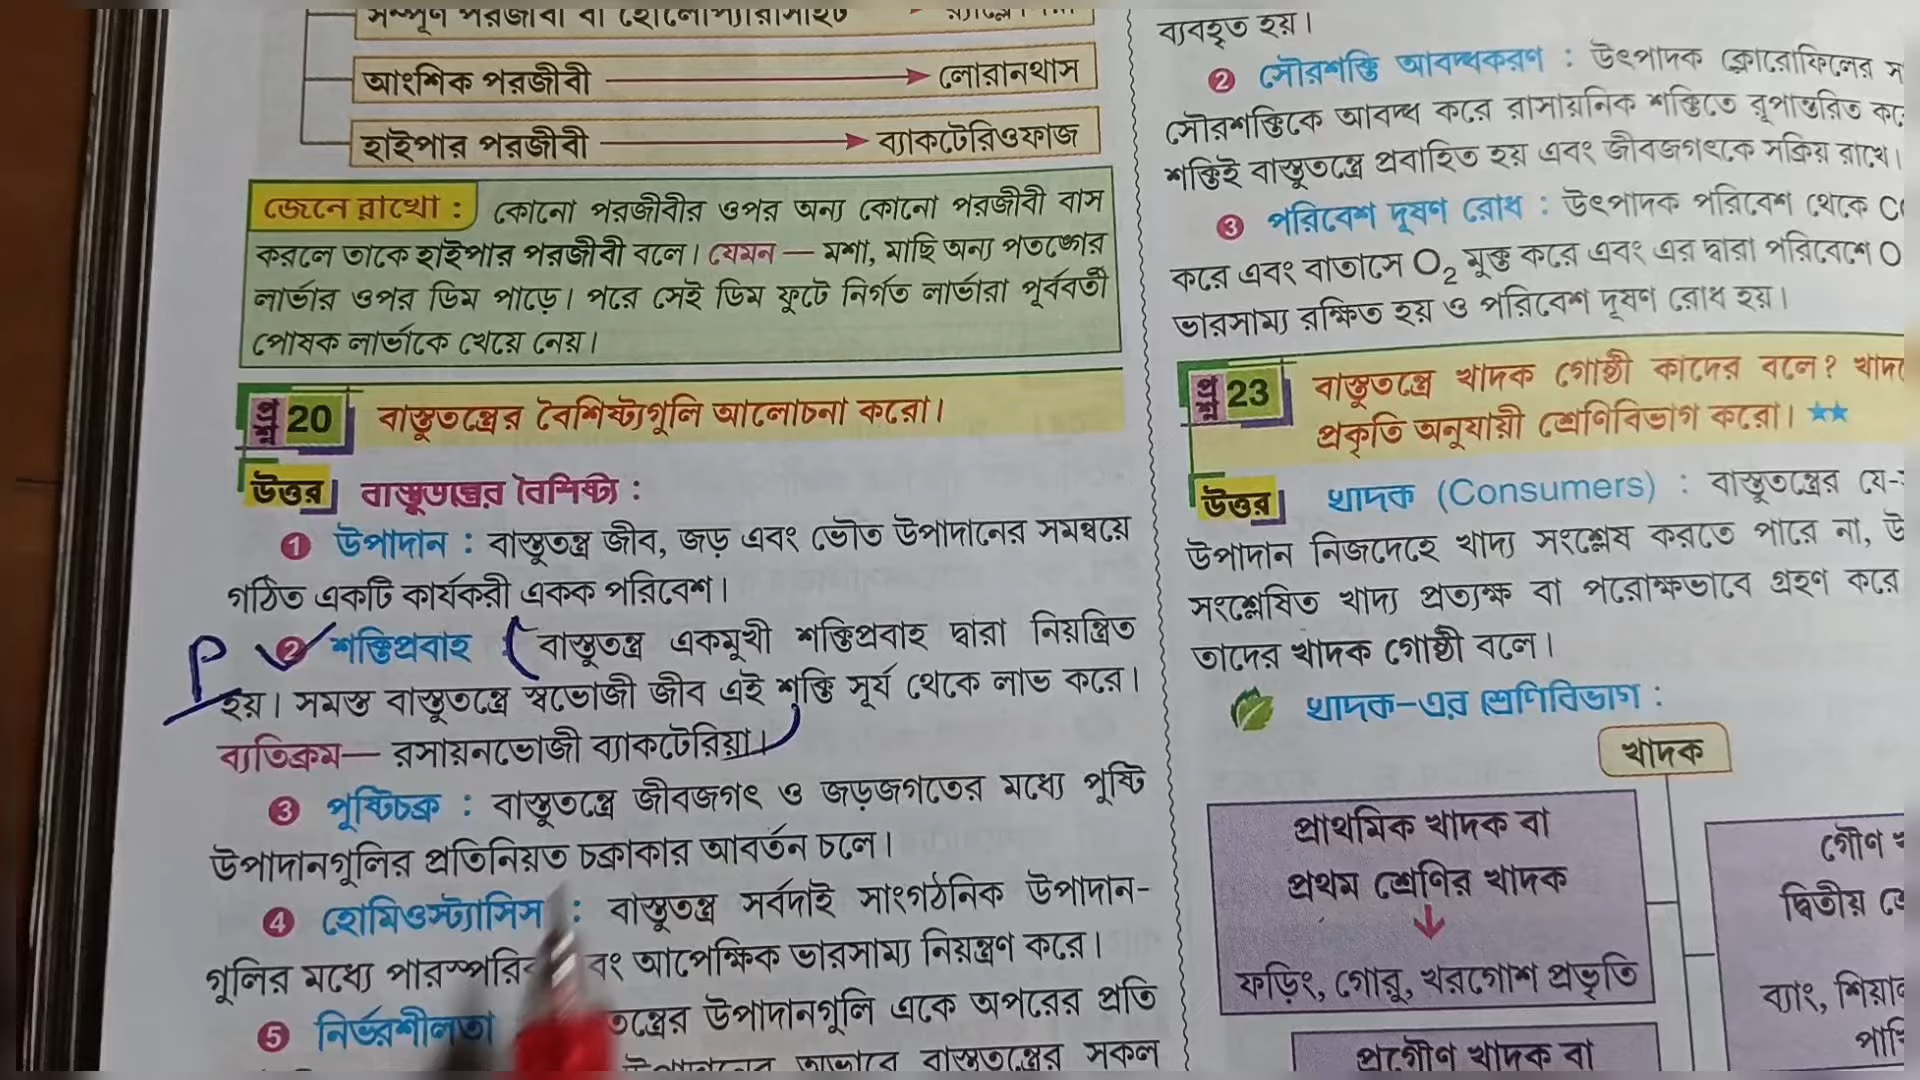 সম্পূর্ণ পরজীবী বা হোলোপ্যারাসাইট
আংশিক পরজীবী → লোরানথাস
হাইপার পরজীবী → ব্যাকটেরিওফাজ
জেনে রাখো : কোনো পরজীবীর ওপর অন্য কোনো পরজীবী বাস
করলে তাকে হাইপার পরজীবী বলে। যেমন — মশা, মাছি অন্য পতঙ্গের
লার্ভার ওপর ডিম পাড়ে। পরে সেই ডিম ফুটে নির্গত লার্ভারা পূর্ববর্তী
পোষক লার্ভাকে খেয়ে নেয়।
প্রশ্ন 20 বাস্তুতন্ত্রের বৈশিষ্ট্যগুলি আলোচনা করো।
উত্তর বাস্তুতন্ত্রের বৈশিষ্ট্য :
1 উপাদান : বাস্তুতন্ত্র জীব, জড় এবং ভৌত উপাদানের সমন্বয়ে
গঠিত একটি কার্যকরী একক পরিবেশ।
P 2 শক্তিপ্রবাহ : বাস্তুতন্ত্র একমুখী শক্তিপ্রবাহ দ্বারা নিয়ন্ত্রিত
হয়। সমস্ত বাস্তুতন্ত্রে স্বভোজী জীব এই শক্তি সূর্য থেকে লাভ করে।
ব্যতিক্রম— রসায়নভোজী ব্যাকটেরিয়া।
3 পুষ্টিচক্র : বাস্তুতন্ত্রে জীবজগৎ ও জড়জগতের মধ্যে পুষ্টি
উপাদানগুলির প্রতিনিয়ত চক্রাকার আবর্তন চলে।
4 হোমিওস্ট্যাসিস : বাস্তুতন্ত্র সর্বদাই সাংগঠনিক উপাদান-
গুলির মধ্যে আপেক্ষিক ভারসাম্য নিয়ন্ত্রণ করে।
5 নির্ভরশীলতা উপাদানগুলি একে অপরের প্রতি
অভাবে বাস্তুতন্ত্রের সকল
ব্যবহৃত হয়।
2 সৌরশক্তি আবদ্ধকরণ : উৎপাদক ক্লোরোফিলের
সৌরশক্তিকে আবদ্ধ করে রাসায়নিক শক্তিতে রূপান্তরিত
শক্তিই বাস্তুতন্ত্রে প্রবাহিত হয় এবং জীবজগৎকে সক্রিয় রাখে।
3 পরিবেশ দূষণ রোধ : উৎপাদক পরিবেশ থেকে
করে এবং বাতাসে O₂ মুক্ত করে এবং এর দ্বারা পরিবেশে O
ভারসাম্য রক্ষিত হয় ও পরিবেশ দূষণ রোধ হয়।
প্রশ্ন 23 বাস্তুতন্ত্রে খাদক গোষ্ঠী কাদের বলে?
প্রকৃতি অনুযায়ী শ্রেণিবিভাগ করো। ★★
উত্তর খাদক (Consumers) : বাস্তুতন্ত্রের যে-
উপাদান নিজদেহে খাদ্য সংশ্লেষ করতে পারে না,
সংশ্লেষিত খাদ্য প্রত্যক্ষ বা পরোক্ষভাবে গ্রহণ করে
তাদের খাদক গোষ্ঠী বলে।
খাদক-এর শ্রেণিবিভাগ :
খাদক
প্রাথমিক খাদক বা
প্রথম শ্রেণির খাদক
↓
ফড়িং, গোরু, খরগোশ প্রভৃতি
গৌণ
দ্বিতীয়
ব্যাং,
প্রগৌণ খাদক বা